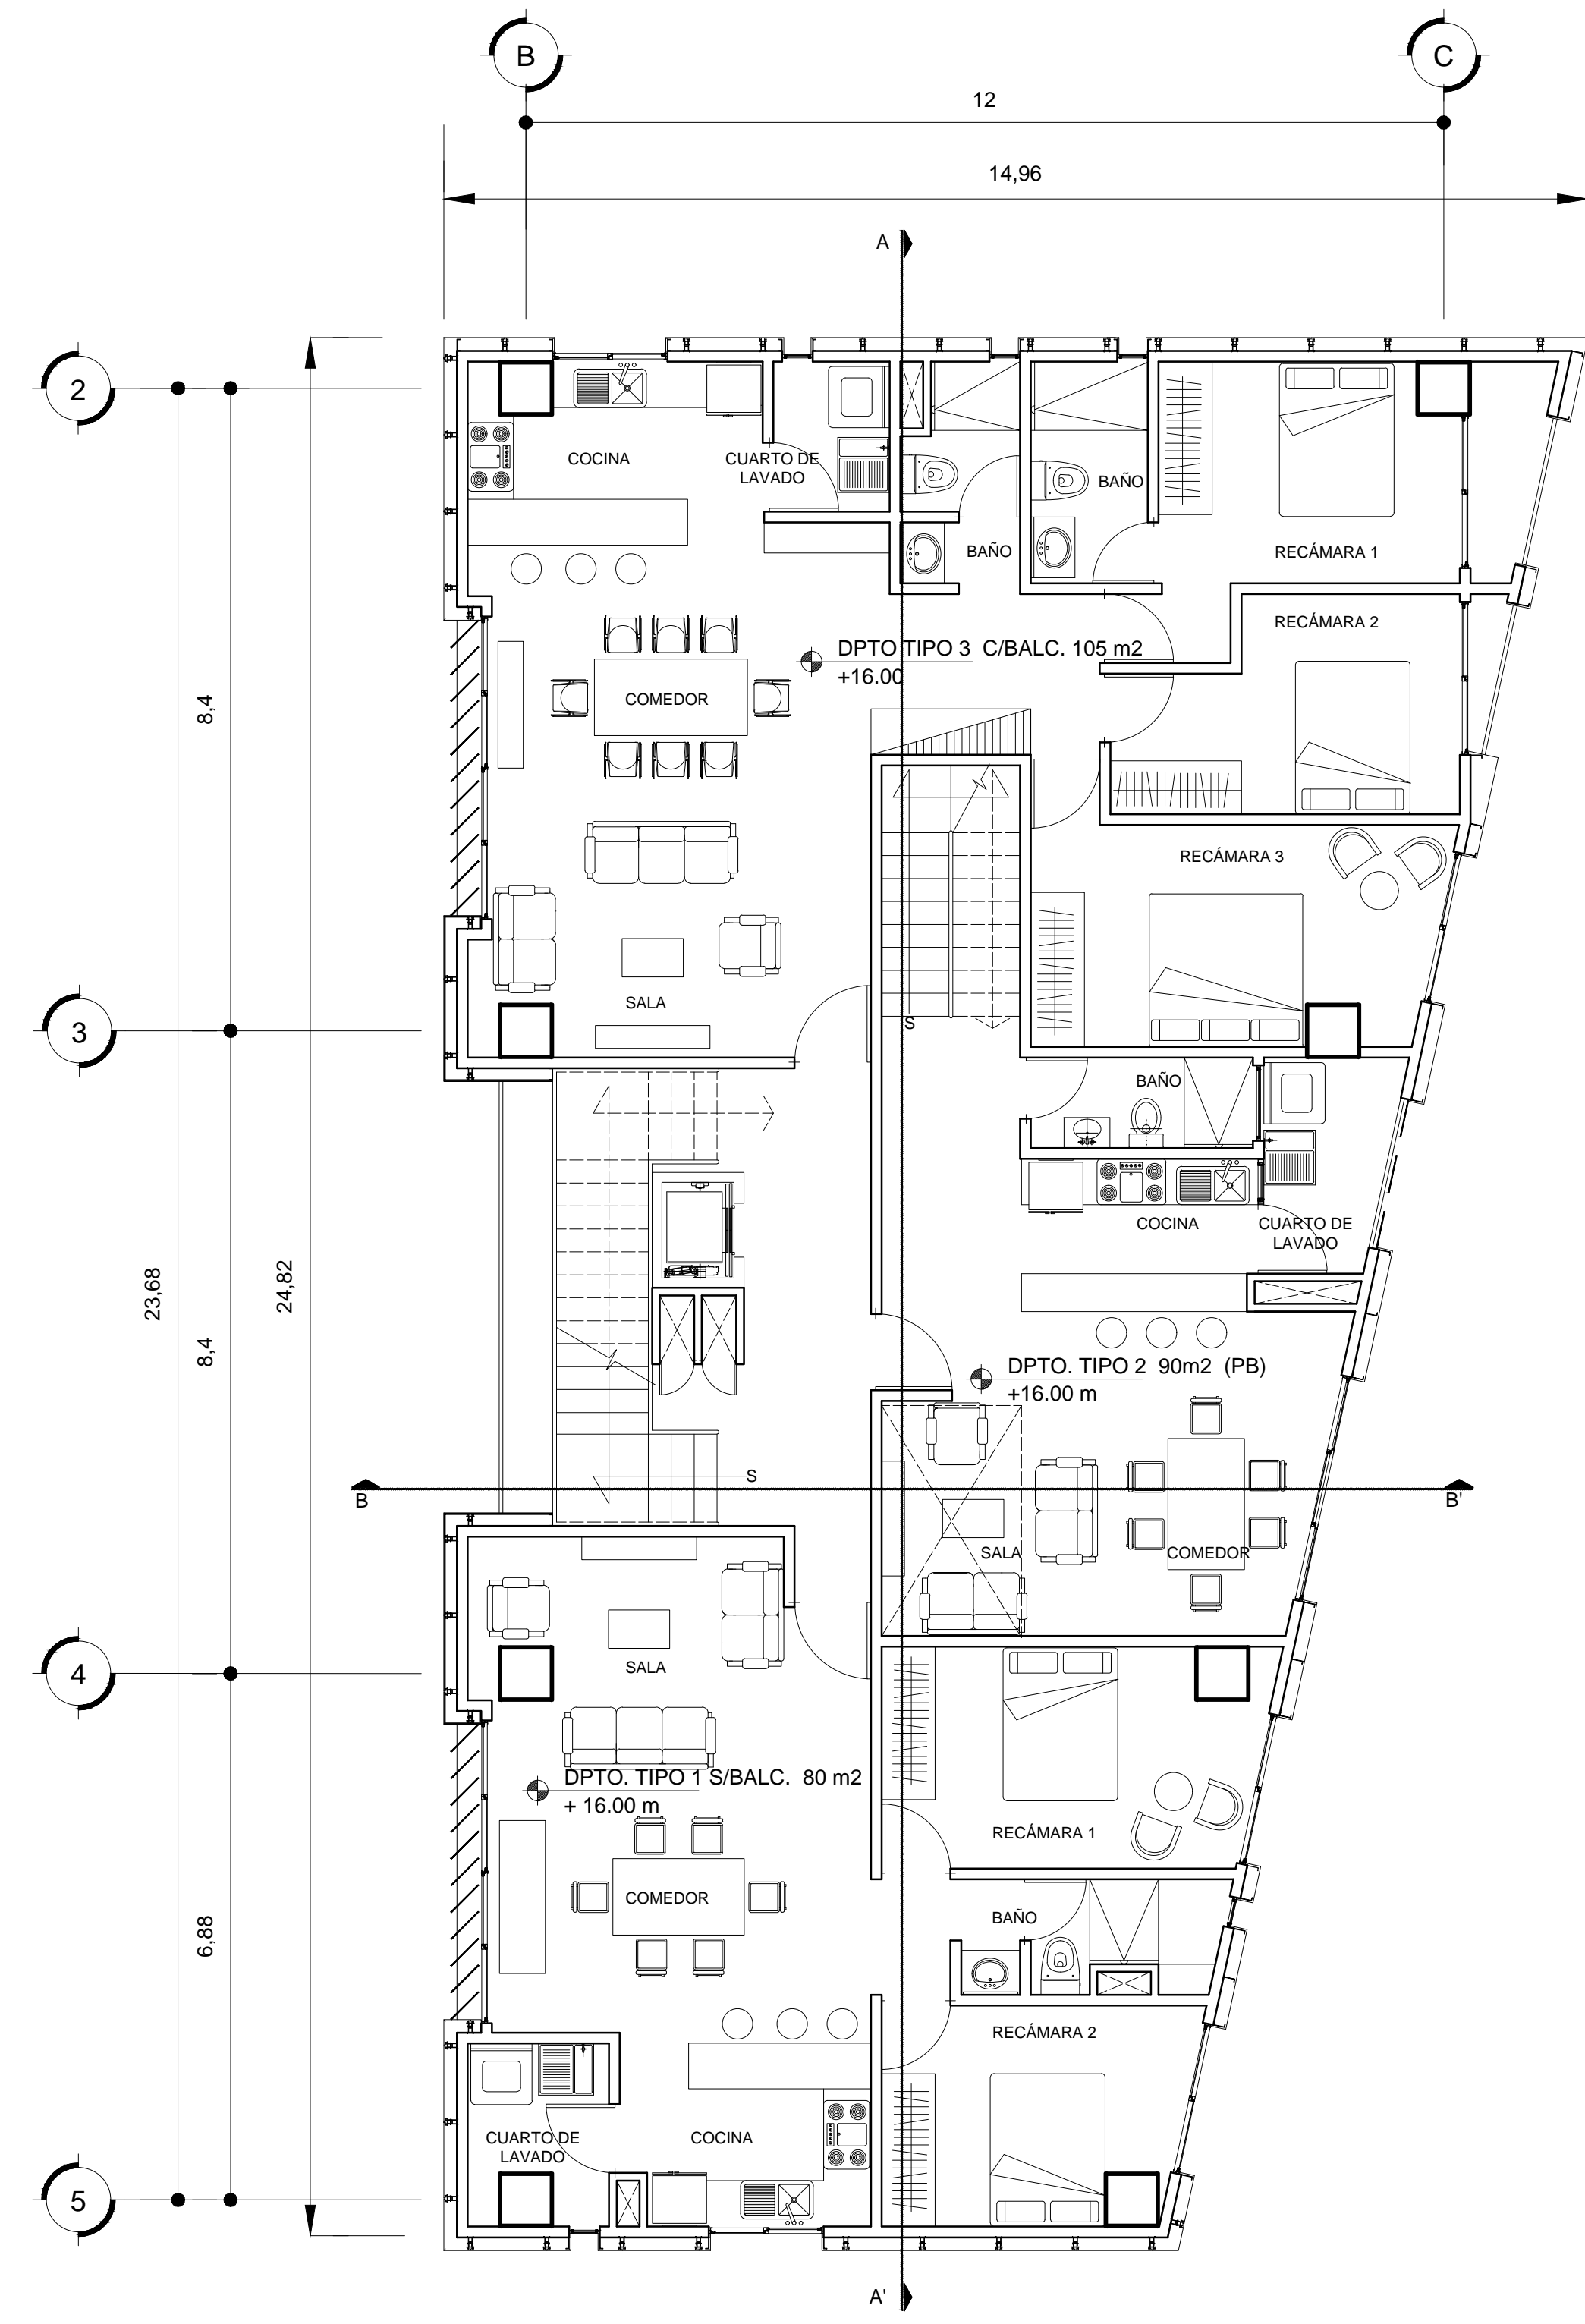 B
C
12
14,96
A
2
COCINA
CUARTO DE
LAVADO
BAÑO
BAÑO
RECÁMARA 1
RECÁMARA 2
DPTO TIPO 3  C/BALC. 105 m2
+16.00
COMEDOR
8,4
RECÁMARA 3
SALA
S
3
BAÑO
COCINA
CUARTO DE
LAVADO
23,68
24,82
8,4
DPTO. TIPO 2  90m2  (PB)
+16.00 m
S
B
B'
SALA
COMEDOR
4
SALA
DPTO. TIPO 1 S/BALC.  80 m2
+ 16.00 m
RECÁMARA 1
COMEDOR
BAÑO
6,88
RECÁMARA 2
CUARTO DE
LAVADO
COCINA
5
A'